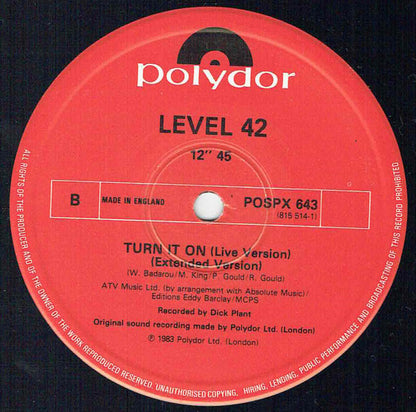 polydor
LEVEL 42
12" 45
B
MADE IN ENGLAND
POSPX 643
(815 514-1)
TURN IT ON (Live Version)
(Extended Version)
(W. Badarou/M. King/P. Gould/R. Gould)
ATV Music Ltd. (by arrangement with Absolute Music)/
Editions Eddy Barclay/MCPS
Recorded by Dick Plant
Original sound recording made by Polydor Ltd. (London)
℗ 1983 Polydor Ltd. (London)
ALL RIGHTS OF THE PRODUCER AND OF THE OWNER OF THE WORK REPRODUCED RESERVED. UNAUTHORISED COPYING, HIRING, LENDING, PUBLIC PERFORMANCE AND BROADCASTING OF THIS RECORD PROHIBITED